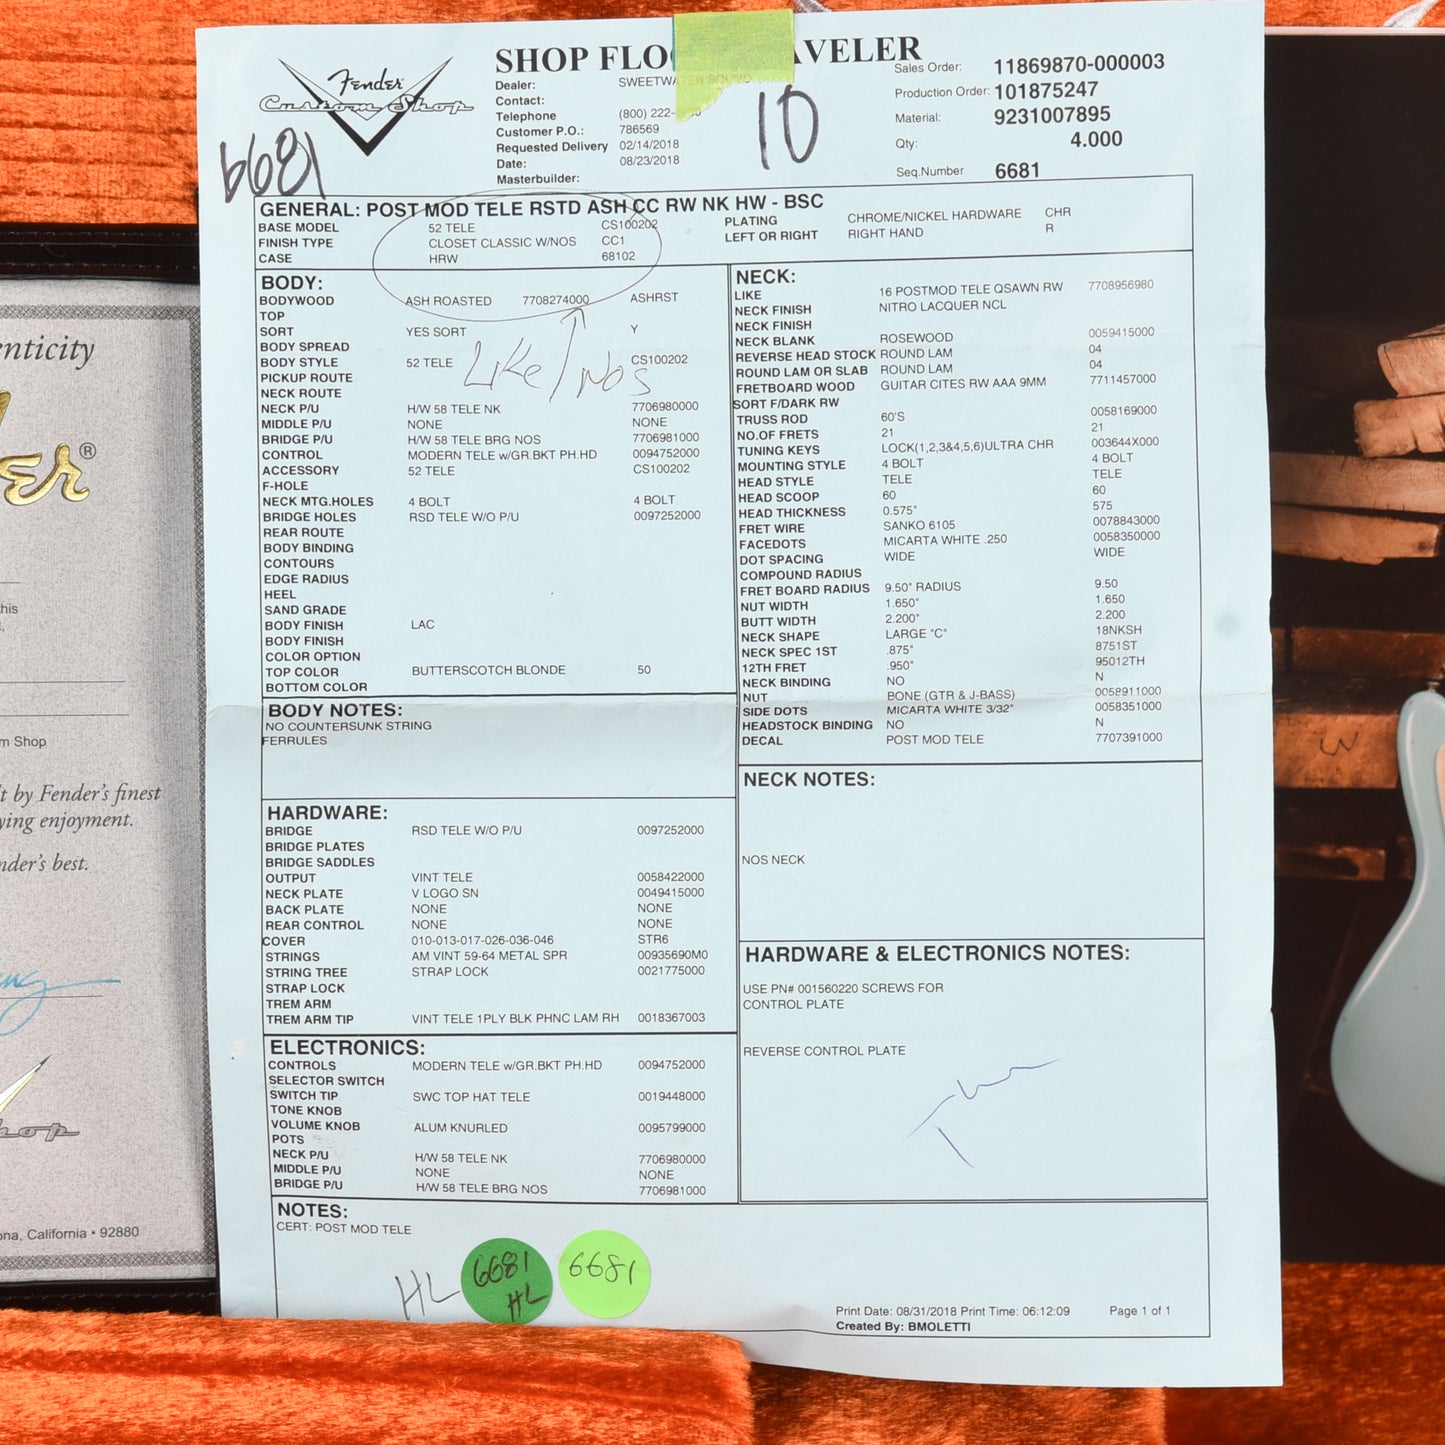 Fender
Custom Shop
SHOP FLO AVELER
Dealer: SWEETWATER SOUND
Contact:
Telephone (800) 222-
Customer P.O.: 786569
Requested Delivery 02/14/2018
Date: 08/23/2018
Masterbuilder:
Sales Order: 11869870-000003
Production Order: 101875247
Material: 9231007895
Qty: 4.000
Seq.Number 6681
10
6681
GENERAL: POST MOD TELE RSTD ASH CC RW NK HW - BSC
BASE MODEL 52 TELE CS100202
FINISH TYPE CLOSET CLASSIC W/NOS CC1
CASE HRW 68102
PLATING CHROME/NICKEL HARDWARE CHR
LEFT OR RIGHT RIGHT HAND R
BODY:
BODYWOOD ASH ROASTED 7708274000 ASHRST
TOP
SORT YES SORT Y
BODY SPREAD
BODY STYLE 52 TELE CS100202
Like/NOS
PICKUP ROUTE
NECK ROUTE
NECK P/U H/W 58 TELE NK 7706980000
MIDDLE P/U NONE NONE
BRIDGE P/U H/W 58 TELE BRG NOS 7706981000
CONTROL MODERN TELE w/GR.BKT PH.HD 0094752000
ACCESSORY 52 TELE CS100202
F-HOLE
NECK MTG.HOLES 4 BOLT 4 BOLT
BRIDGE HOLES RSD TELE W/O P/U 0097252000
REAR ROUTE
BODY BINDING
CONTOURS
EDGE RADIUS
HEEL
SAND GRADE
BODY FINISH LAC
BODY FINISH
COLOR OPTION
TOP COLOR BUTTERSCOTCH BLONDE 50
BOTTOM COLOR
BODY NOTES:
NO COUNTERSUNK STRING
FERRULES
HARDWARE:
BRIDGE RSD TELE W/O P/U 0097252000
BRIDGE PLATES
BRIDGE SADDLES
OUTPUT VINT TELE 0058422000
NECK PLATE V LOGO SN 0049415000
BACK PLATE NONE NONE
REAR CONTROL NONE NONE
COVER 010-013-017-026-036-046 STR6
STRINGS AM VINT 59-64 METAL SPR 00935690M0
STRING TREE STRAP LOCK 0021775000
STRAP LOCK
TREM ARM
TREM ARM TIP VINT TELE 1PLY BLK PHNC LAM RH 0018367003
ELECTRONICS:
CONTROLS MODERN TELE w/GR.BKT PH.HD 0094752000
SELECTOR SWITCH
SWITCH TIP SWC TOP HAT TELE 0019448000
TONE KNOB
VOLUME KNOB ALUM KNURLED 0095799000
POTS
NECK P/U H/W 58 TELE NK 7706980000
MIDDLE P/U NONE NONE
BRIDGE P/U H/W 58 TELE BRG NOS 7706981000
NECK:
LIKE 16 POSTMOD TELE QSAWN RW 7708956980
NECK FINISH NITRO LACQUER NCL
NECK FINISH
NECK BLANK ROSEWOOD 0059415000
REVERSE HEAD STOCK ROUND LAM 04
ROUND LAM OR SLAB ROUND LAM 04
FRETBOARD WOOD GUITAR CITES RW AAA 9MM 7711457000
SORT F/DARK RW
TRUSS ROD 60'S 0058169000
NO.OF FRETS 21 21
TUNING KEYS LOCK(1,2,3&4,5,6)ULTRA CHR 003644X000
MOUNTING STYLE 4 BOLT 4 BOLT
HEAD STYLE TELE TELE
HEAD SCOOP 60 60
HEAD THICKNESS 0.575" 575
FRET WIRE SANKO 6105 0078843000
FACEDOTS MICARTA WHITE .250 0058350000
DOT SPACING WIDE WIDE
COMPOUND RADIUS
FRET BOARD RADIUS 9.50" RADIUS 9.50
NUT WIDTH 1.650" 1.650
BUTT WIDTH 2.200" 2.200
NECK SHAPE LARGE "C" 18NKSH
NECK SPEC 1ST .875" 8751ST
12TH FRET .950" 95012TH
NECK BINDING NO N
NUT BONE (GTR & J-BASS) 0058911000
SIDE DOTS MICARTA WHITE 3/32" 0058351000
HEADSTOCK BINDING NO N
DECAL POST MOD TELE 7707391000
NECK NOTES:
NOS NECK
HARDWARE & ELECTRONICS NOTES:
USE PN# 001560220 SCREWS FOR
CONTROL PLATE
REVERSE CONTROL PLATE
NOTES:
CERT: POST MOD TELE
HL
6681
HL
6681
Print Date: 08/31/2018 Print Time: 06:12:09 Page 1 of 1
Created By: BMOLETTI
enticity
®
this
m Shop
t by Fender's finest
ying enjoyment.
nder's best.
hop
ona, California • 92880